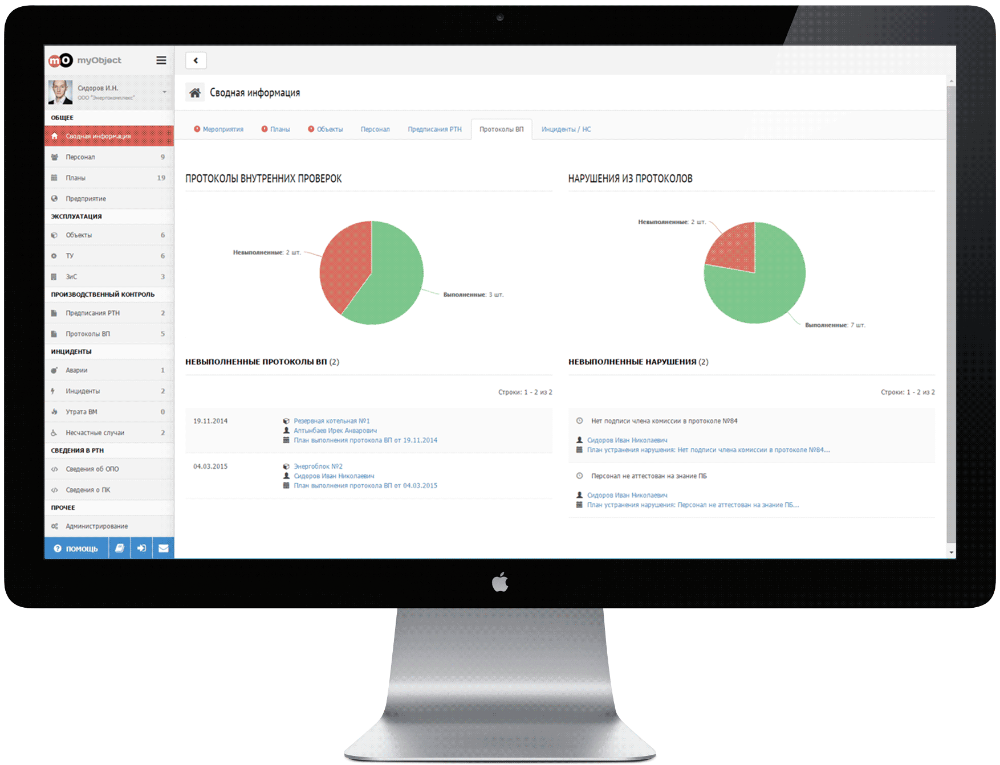 mO myObject
Сидоров И.Н.
ООО "Энергокомплекс"
ОБЩЕЕ
Сводная информация
Персонал 9
Планы 19
Предприятие
ЭКСПЛУАТАЦИЯ
Объекты 6
ТУ 6
ЗиС 3
ПРОИЗВОДСТВЕННЫЙ КОНТРОЛЬ
Предписания РТН 2
Протоколы ВП 5
ИНЦИДЕНТЫ
Аварии 1
Инциденты 2
Утрата ВМ 0
Несчастные случаи 2
СВЕДЕНИЯ В РТН
Сведения об ОПО
Сведения о ПК
ПРОЧЕЕ
Администрирование
ПОМОЩЬ
Сводная информация
Мероприятия Планы Объекты Персонал Предписания РТН Протоколы ВП Инциденты / НС
ПРОТОКОЛЫ ВНУТРЕННИХ ПРОВЕРОК
Невыполненные: 2 шт.
Выполненные: 3 шт.
НЕВЫПОЛНЕННЫЕ ПРОТОКОЛЫ ВП (2)
Строки: 1 - 2 из 2
19.11.2014 Резервная котельная №1
Алтынбаев Ирек Анварович
План выполнения протокола ВП от 19.11.2014
04.03.2015 Энергоблок №2
Сидоров Иван Николаевич
План выполнения протокола ВП от 04.03.2015
НАРУШЕНИЯ ИЗ ПРОТОКОЛОВ
Невыполненные: 2 шт.
Выполненные: 7 шт.
НЕВЫПОЛНЕННЫЕ НАРУШЕНИЯ (2)
Строки: 1 - 2 из 2
Нет подписи члена комиссии в протоколе №84
Сидоров Иван Николаевич
План устранения нарушения: Нет подписи члена комиссии в протоколе №84...
Персонал не аттестован на знание ПБ
Сидоров Иван Николаевич
План устранения нарушения: Персонал не аттестован на знание ПБ...